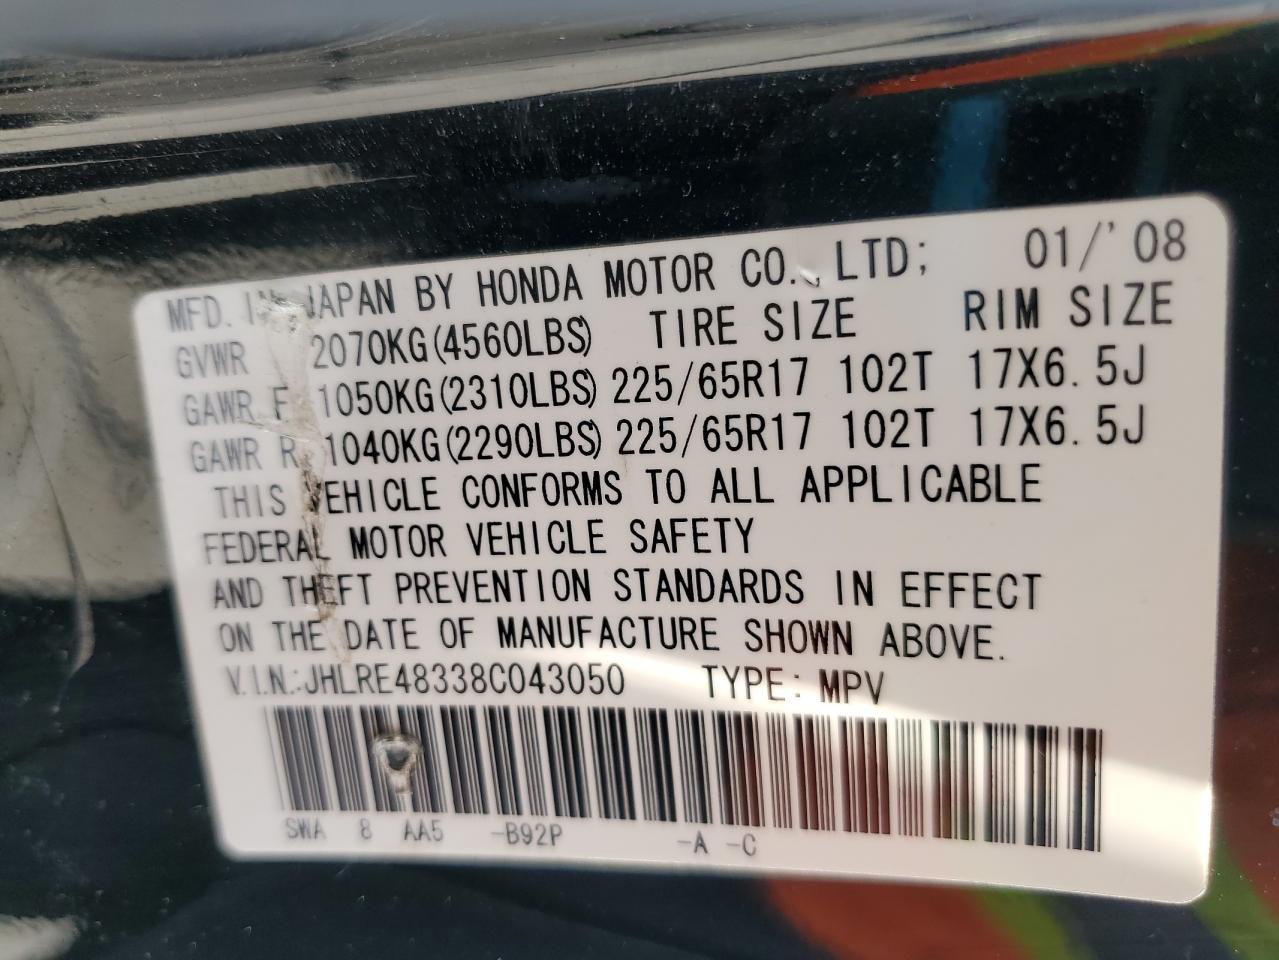 MFD. IN JAPAN BY HONDA MOTOR CO., LTD; 01/'08
GVWR 2070KG(4560LBS) TIRE SIZE RIM SIZE
GAWR F 1050KG(2310LBS) 225/65R17 102T 17X6.5J
GAWR R 1040KG(2290LBS) 225/65R17 102T 17X6.5J
THIS VEHICLE CONFORMS TO ALL APPLICABLE
FEDERAL MOTOR VEHICLE SAFETY
AND THEFT PREVENTION STANDARDS IN EFFECT
ON THE DATE OF MANUFACTURE SHOWN ABOVE.
V.I.N.:JHLRE48338C043050 TYPE: MPV
SWA 8 AA5 -B92P -A -C